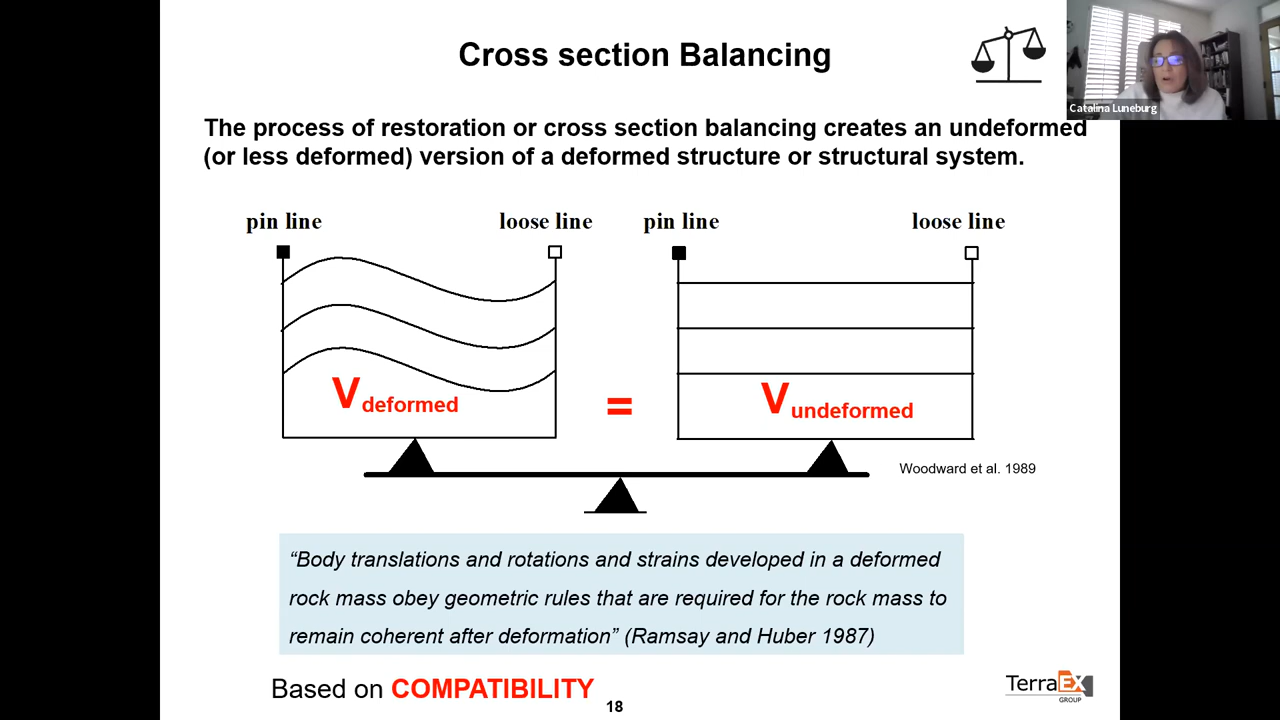 Cross section Balancing
Catalina Luneburg
The process of restoration or cross section balancing creates an undeformed
(or less deformed) version of a deformed structure or structural system.
pin line
loose line
pin line
loose line
V deformed
=
V undeformed
Woodward et al. 1989
“Body translations and rotations and strains developed in a deformed
rock mass obey geometric rules that are required for the rock mass to
remain coherent after deformation” (Ramsay and Huber 1987)
Based on COMPATIBILITY
18
TerraEX
GROUP